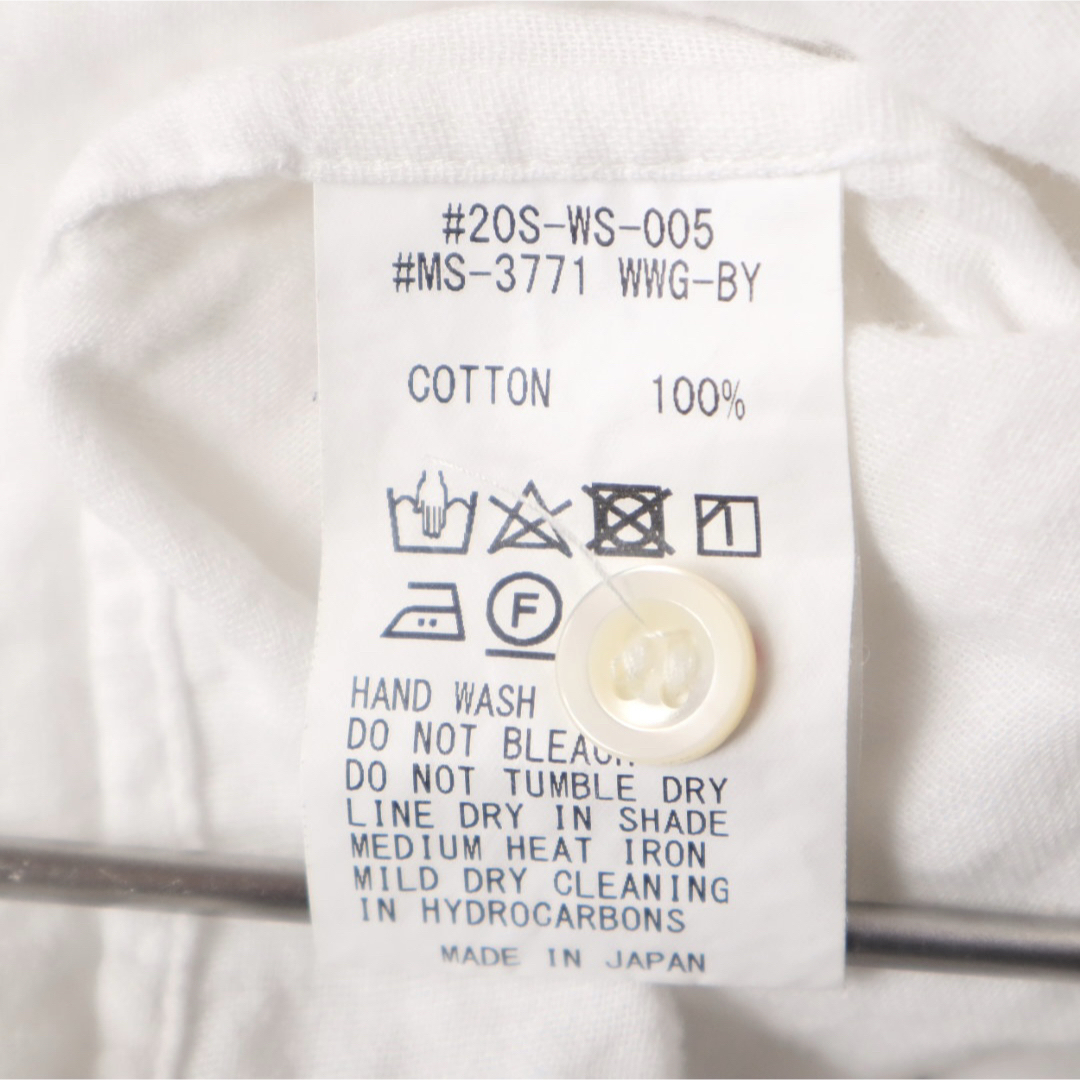 #20S-WS-005
#MS-3771 WWG-BY
COTTON 100%
F
HAND WASH
DO NOT BLEACH
DO NOT TUMBLE DRY
LINE DRY IN SHADE
MEDIUM HEAT IRON
MILD DRY CLEANING
IN HYDROCARBONS
MADE IN JAPAN